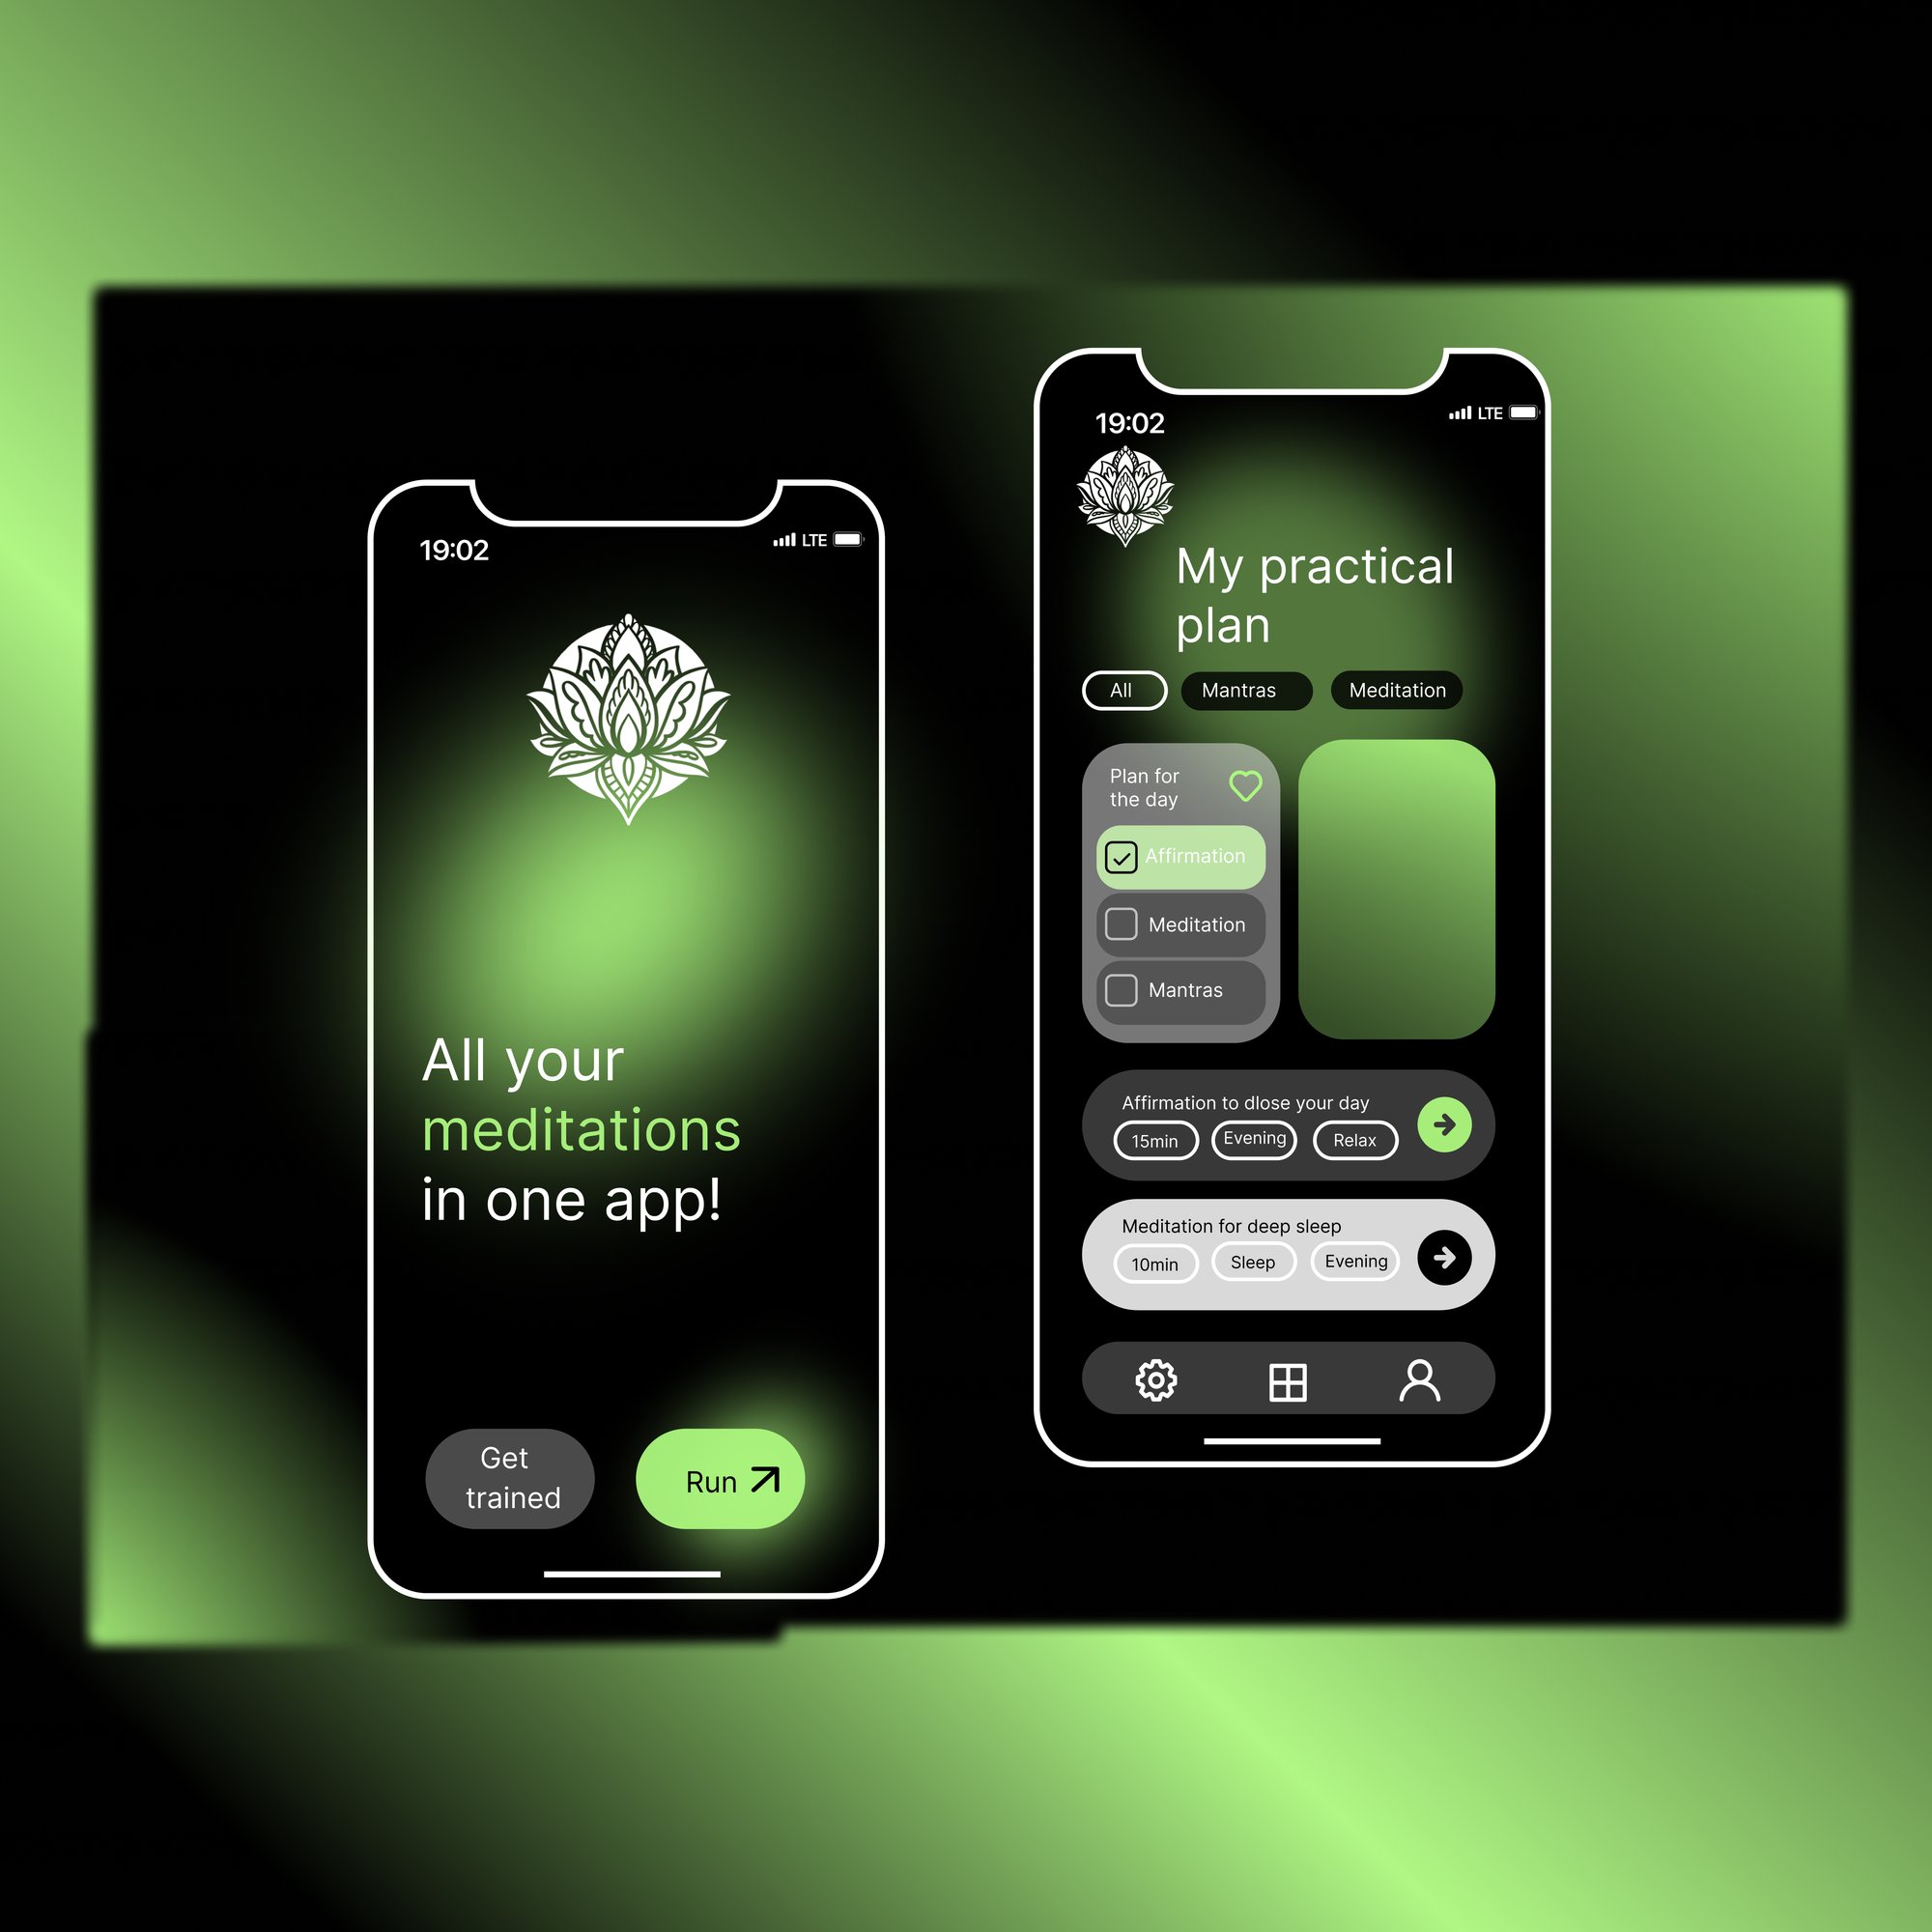 19:02
LTE
All your
meditations
in one app!
Get
trained
Run
19:02
LTE
My practical
plan
All
Mantras
Meditation
Plan for
the day
Affirmation
Meditation
Mantras
Affirmation to dlose your day
15min
Evening
Relax
Meditation for deep sleep
10min
Sleep
Evening